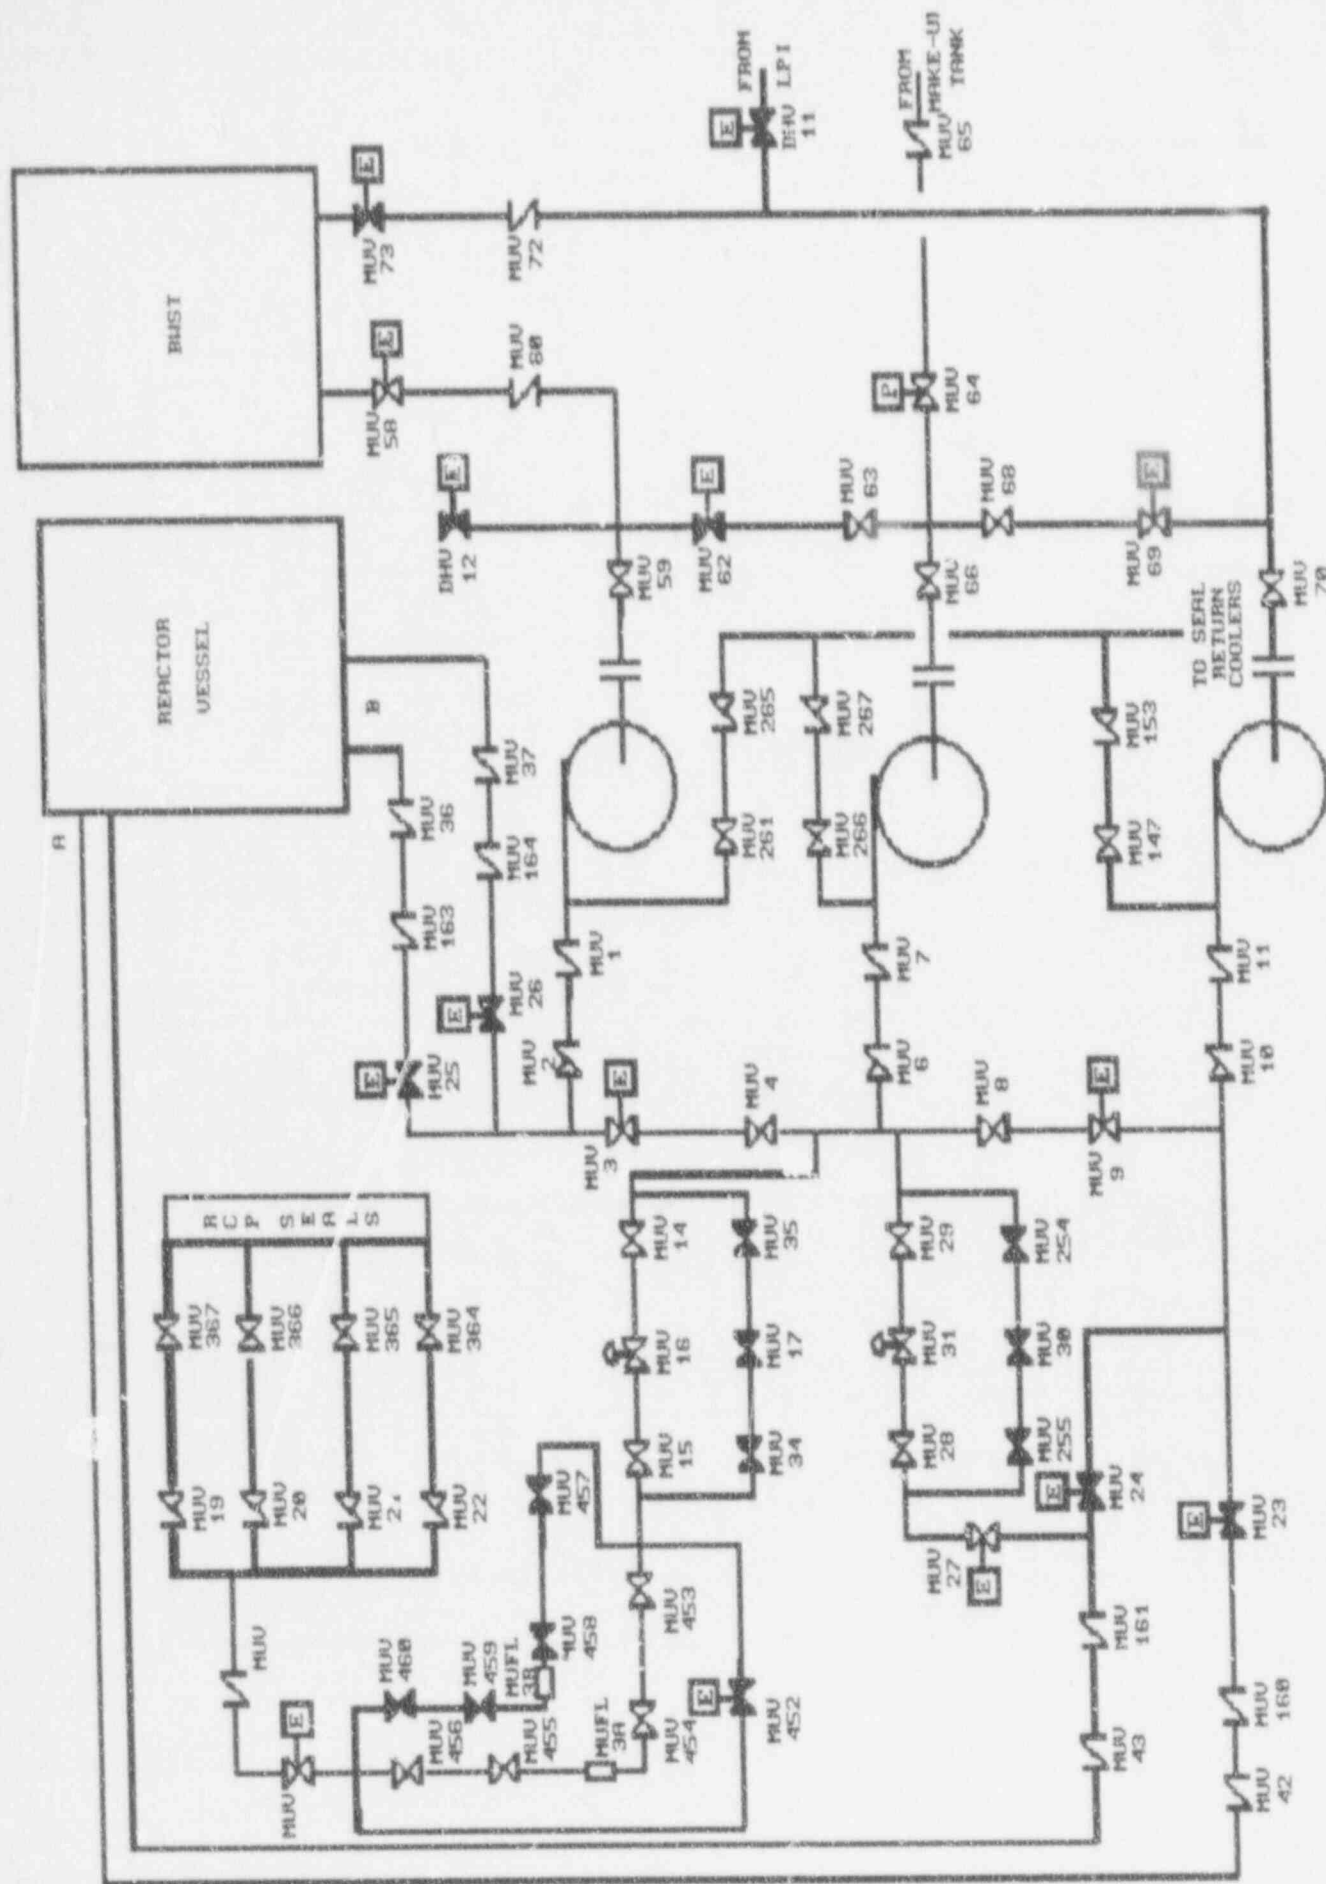 A
REACTOR
VESSEL
B
BWST
RCP SEALS
MUV
19
MUV
367
MUV
20
MUV
366
MUV
21
MUV
365
MUV
22
MUV
364
MUV
MUV
E
MUV
460
MUV
459
MUFL
3B
MUV
458
MUV
457
MUV
456
MUV
455
MUFL
3A
MUV
454
MUV
453
E
MUV
452
MUV
15
MUV
16
MUV
14
MUV
34
MUV
17
MUV
35
E
MUV
25
MUV
163
MUV
36
E
MUV
26
MUV
164
MUV
37
MUV
2
MUV
1
MUV
3
E
MUV
4
DHV
12
E
MUV
58
E
MUV
73
E
MUV
80
MUV
72
MUV
59
MUV
62
E
MUV
63
E
DHV
11
FROM
LPI
MUV
261
MUV
265
MUV
266
MUV
267
P
MUV
64
MUV
65
FROM
MAKE-UP
TANK
MUV
6
MUV
7
MUV
66
MUV
68
MUV
28
MUV
31
MUV
29
MUV
255
MUV
30
MUV
254
MUV
27
E
MUV
8
MUV
9
E
MUV
69
E
MUV
147
MUV
153
TO SEAL
RETURN
COOLERS
MUV
43
MUV
161
E
MUV
24
MUV
42
MUV
160
E
MUV
23
MUV
10
MUV
11
MUV
70